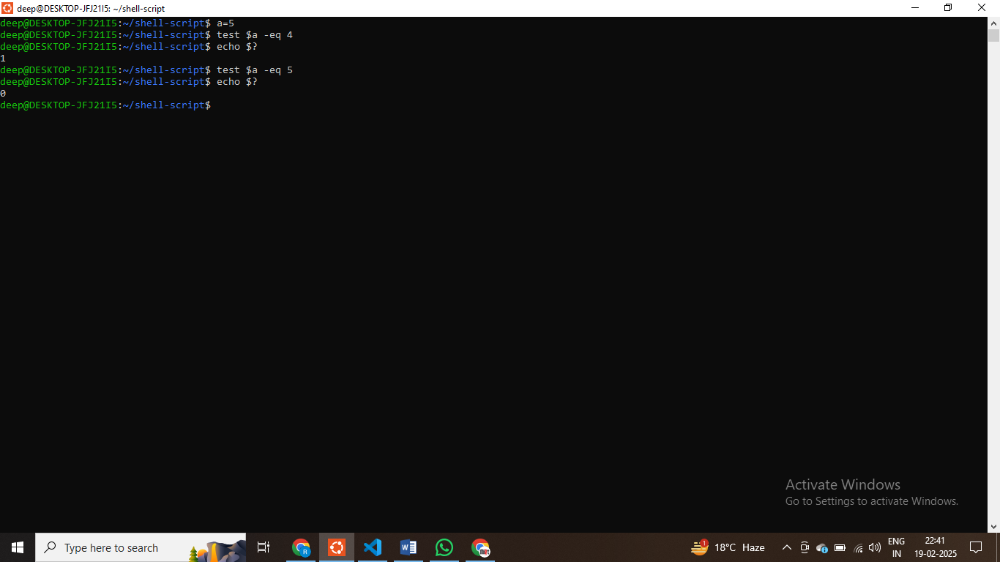 deep@DESKTOP-JFJ21I5: ~/shell-script
deep@DESKTOP-JFJ21I5:~/shell-script$ a=5
deep@DESKTOP-JFJ21I5:~/shell-script$ test $a -eq 4
deep@DESKTOP-JFJ21I5:~/shell-script$ echo $?
1
deep@DESKTOP-JFJ21I5:~/shell-script$ test $a -eq 5
deep@DESKTOP-JFJ21I5:~/shell-script$ echo $?
0
deep@DESKTOP-JFJ21I5:~/shell-script$
Activate Windows
Go to Settings to activate Windows.
Type here to search
R
W
1
18°C Haze
ENG
IN
22:41
19-02-2025